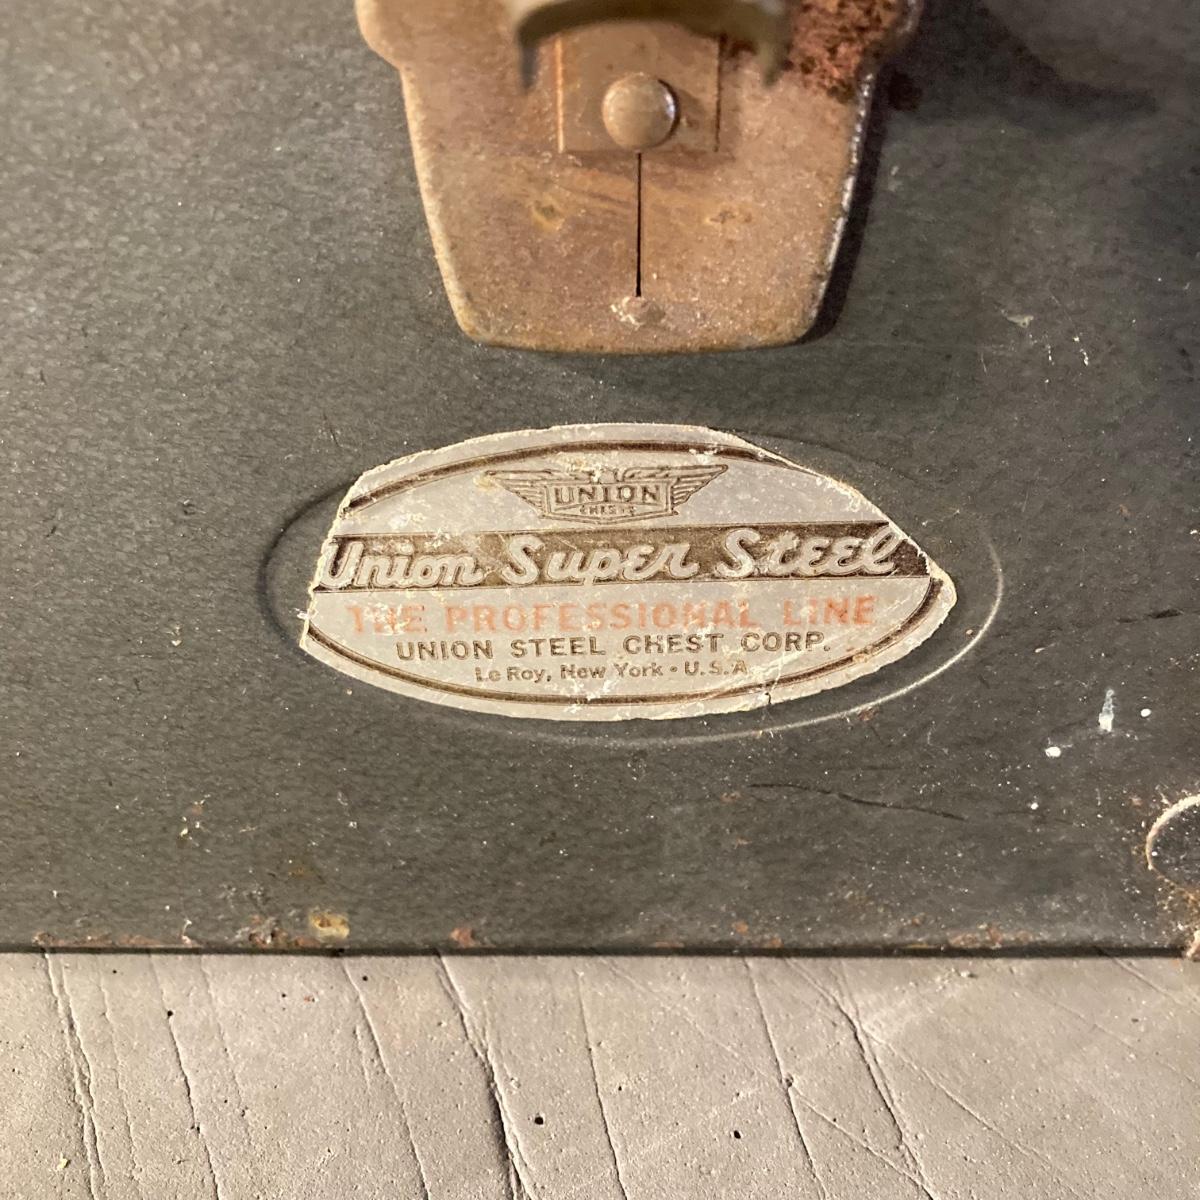 UNION
CHESTS
Union Super Steel
THE PROFESSIONAL LINE
UNION STEEL CHEST CORP.
Le Roy, New York • U.S.A.